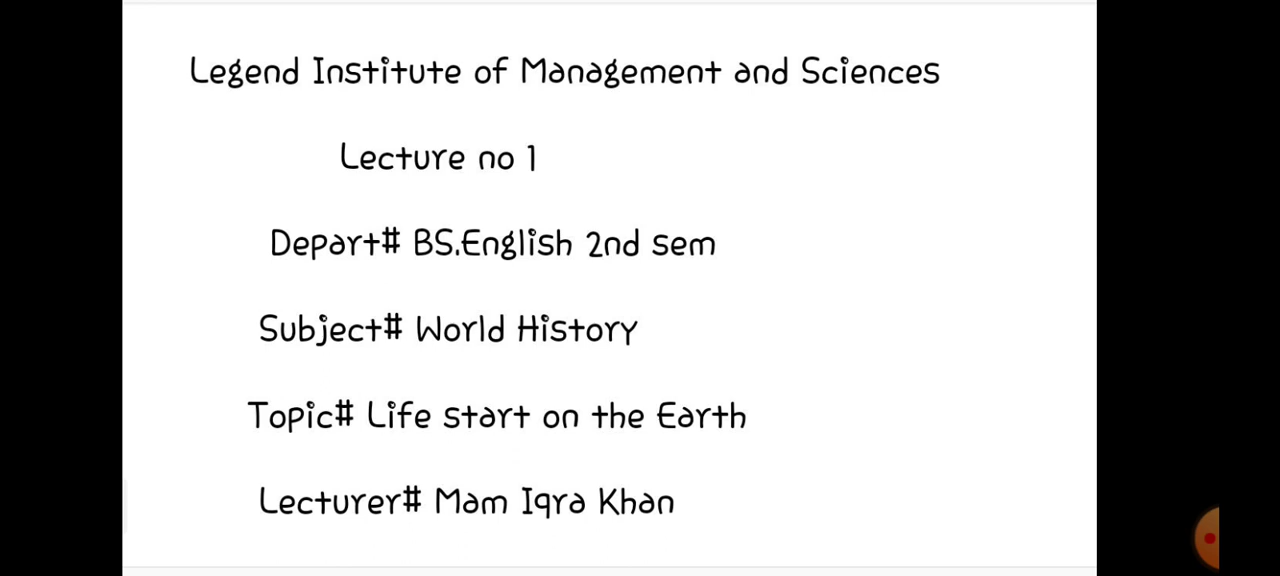 Legend Institute of Management and Sciences
Lecture no 1
Depart# BS.English 2nd sem
Subject# World History
Topic# Life start on the Earth
Lecturer# Mam Iqra Khan